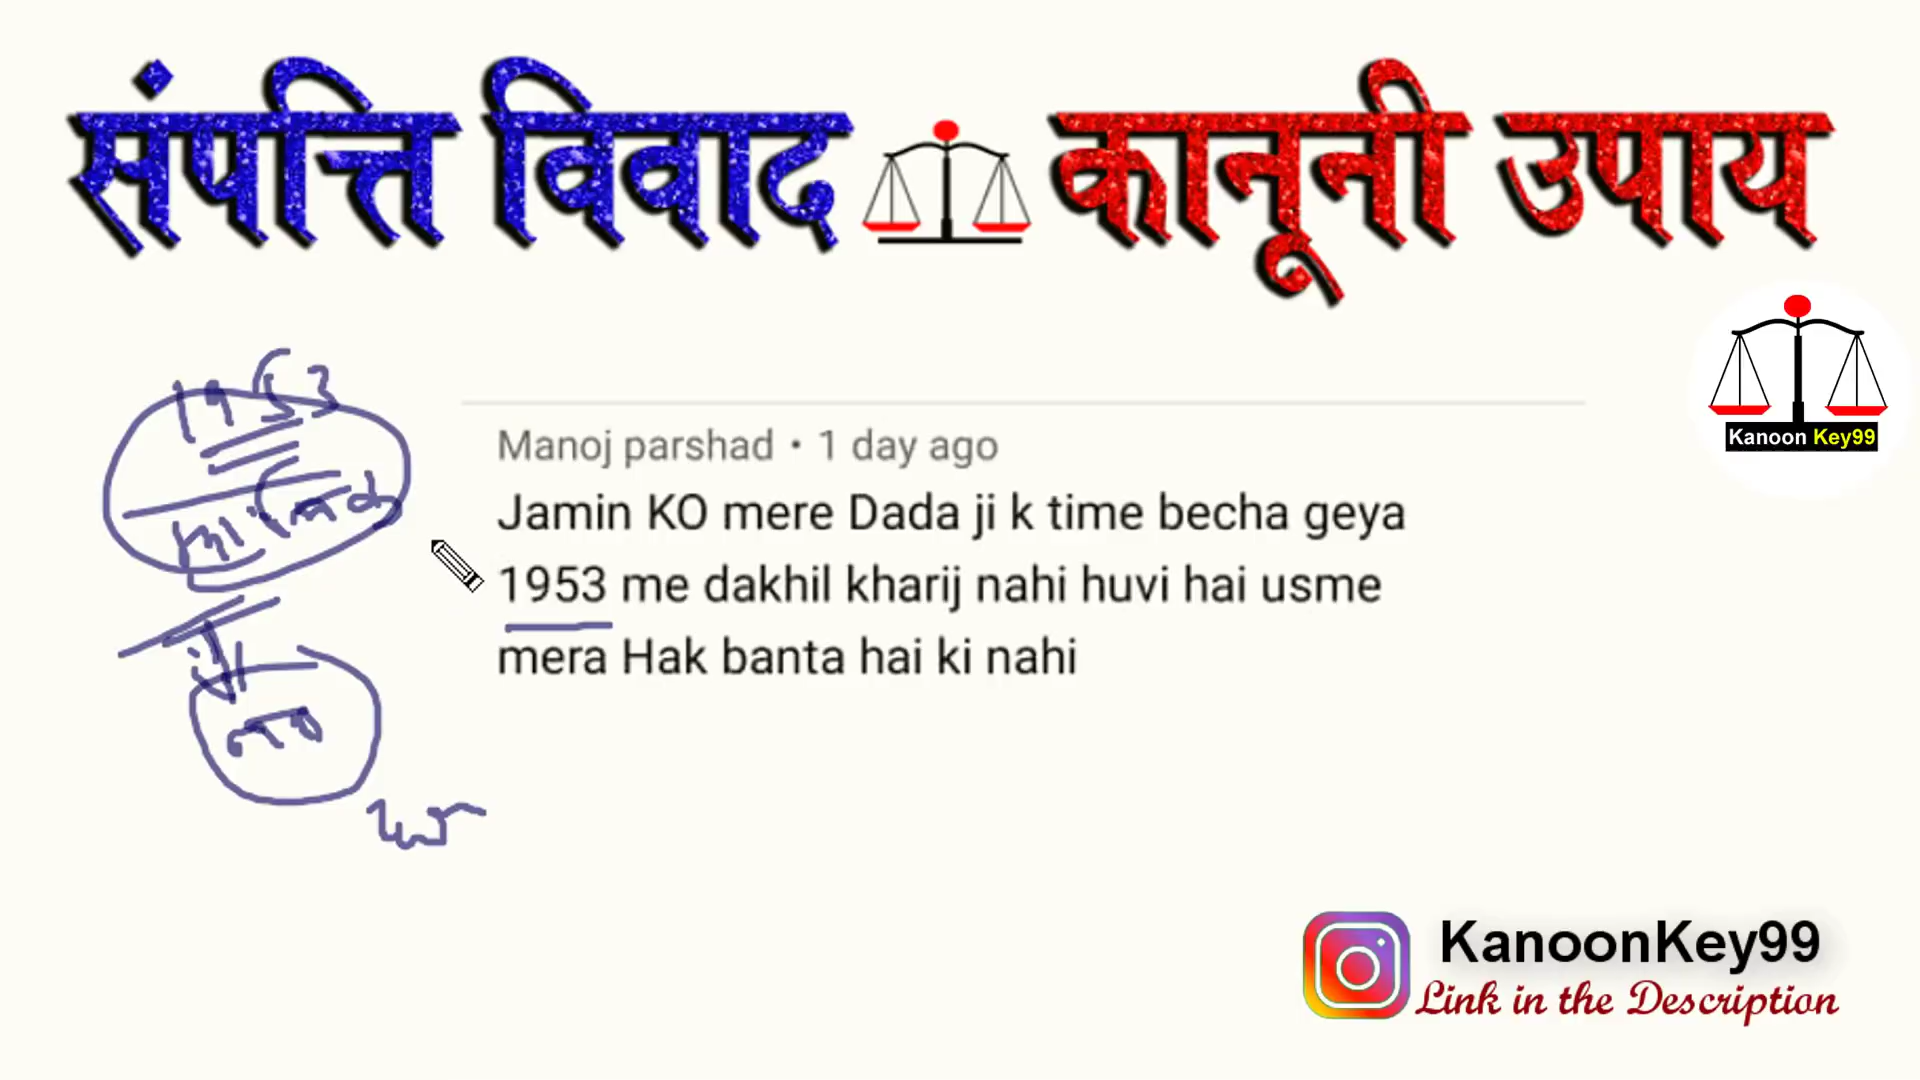 संपत्ति विवाद कानूनी उपाय
Kanoon Key99
1953
Manoj parshad • 1 day ago
Jamin KO mere Dada ji k time becha geya
1953 me dakhil kharij nahi huvi hai usme
mera Hak banta hai ki nahi
KanoonKey99
Link in the Description